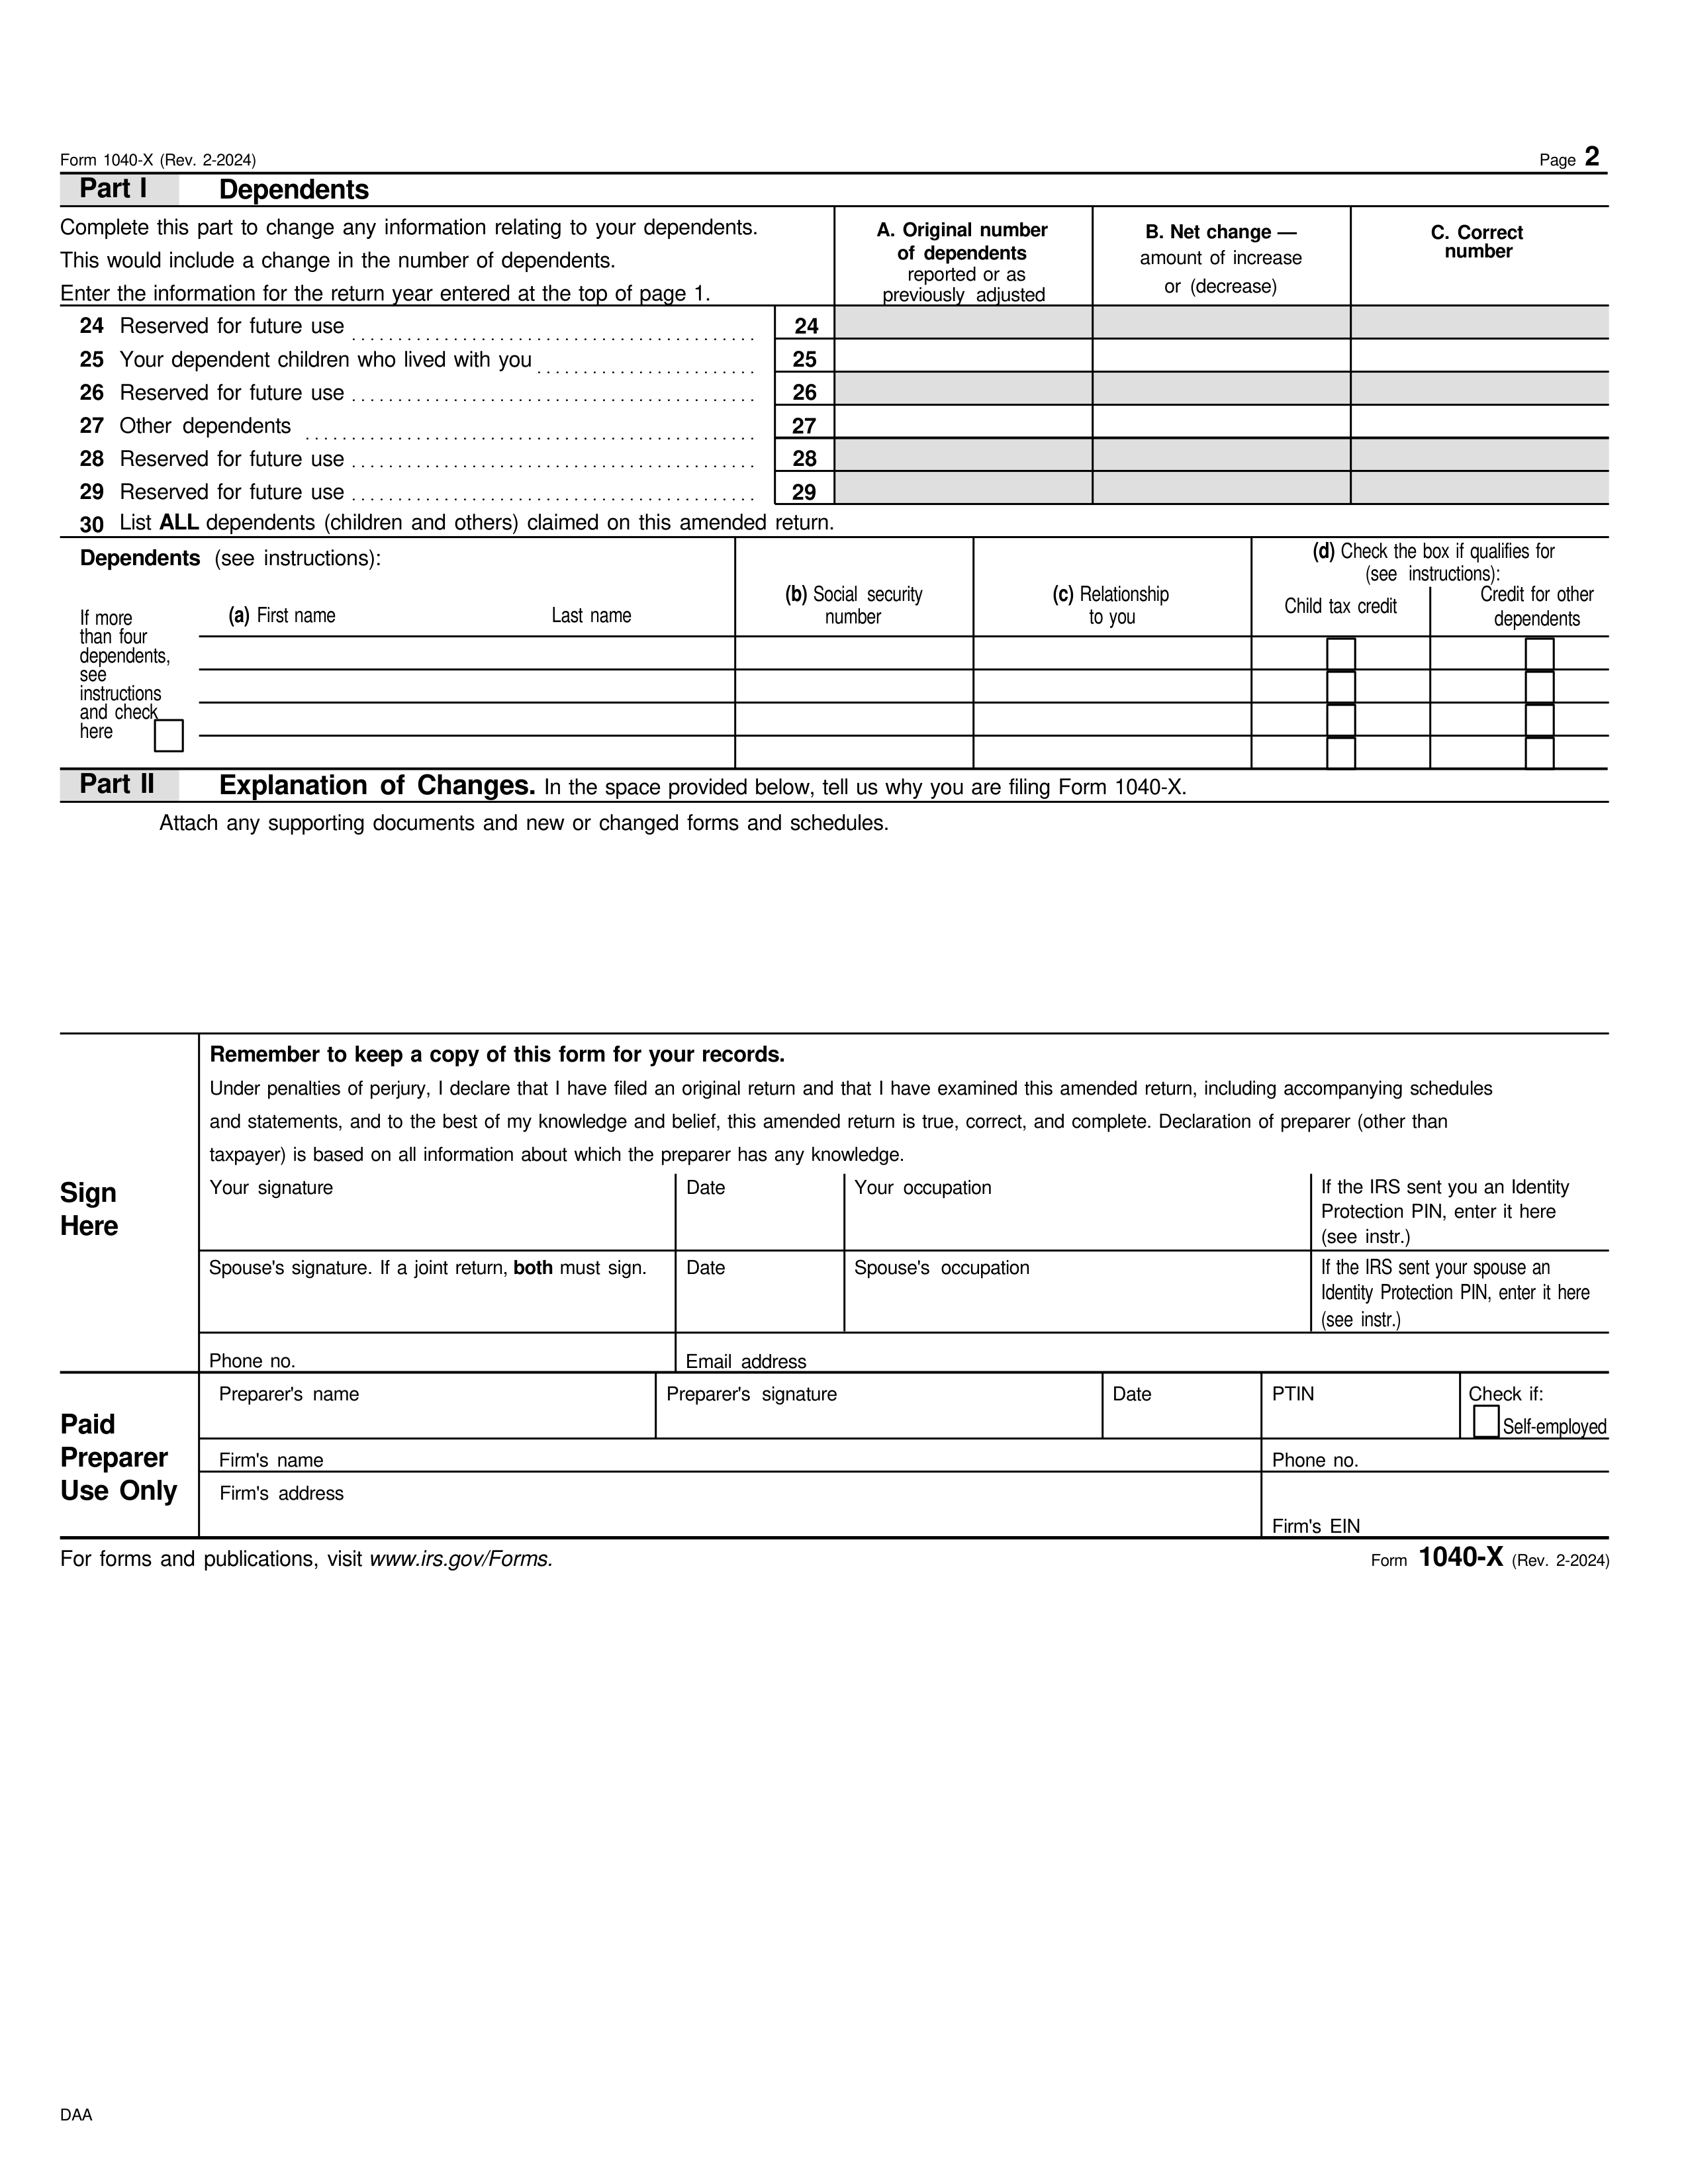 Form 1040-X (Rev. 2-2024) Page 2
Part I Dependents
Complete this part to change any information relating to your dependents.
This would include a change in the number of dependents.
Enter the information for the return year entered at the top of page 1.
A. Original number
of dependents
reported or as
previously adjusted
B. Net change —
amount of increase
or (decrease)
C. Correct
number
24 Reserved for future use 24
25 Your dependent children who lived with you 25
26 Reserved for future use 26
27 Other dependents 27
28 Reserved for future use 28
29 Reserved for future use 29
30 List ALL dependents (children and others) claimed on this amended return.
Dependents (see instructions):
(a) First name Last name
(b) Social security
number
(c) Relationship
to you
(d) Check the box if qualifies for
(see instructions):
Child tax credit
Credit for other
dependents
If more
than four
dependents,
see
instructions
and check
here
Part II Explanation of Changes. In the space provided below, tell us why you are filing Form 1040-X.
Attach any supporting documents and new or changed forms and schedules.
Sign
Here
Remember to keep a copy of this form for your records.
Under penalties of perjury, I declare that I have filed an original return and that I have examined this amended return, including accompanying schedules
and statements, and to the best of my knowledge and belief, this amended return is true, correct, and complete. Declaration of preparer (other than
taxpayer) is based on all information about which the preparer has any knowledge.
Your signature
Date
Your occupation
If the IRS sent you an Identity
Protection PIN, enter it here
(see instr.)
Spouse's signature. If a joint return, both must sign.
Date
Spouse's occupation
If the IRS sent your spouse an
Identity Protection PIN, enter it here
(see instr.)
Phone no.
Email address
Paid
Preparer
Use Only
Preparer's name
Preparer's signature
Date
PTIN
Check if:
Self-employed
Firm's name
Phone no.
Firm's address
Firm's EIN
For forms and publications, visit www.irs.gov/Forms.
Form 1040-X (Rev. 2-2024)
DAA